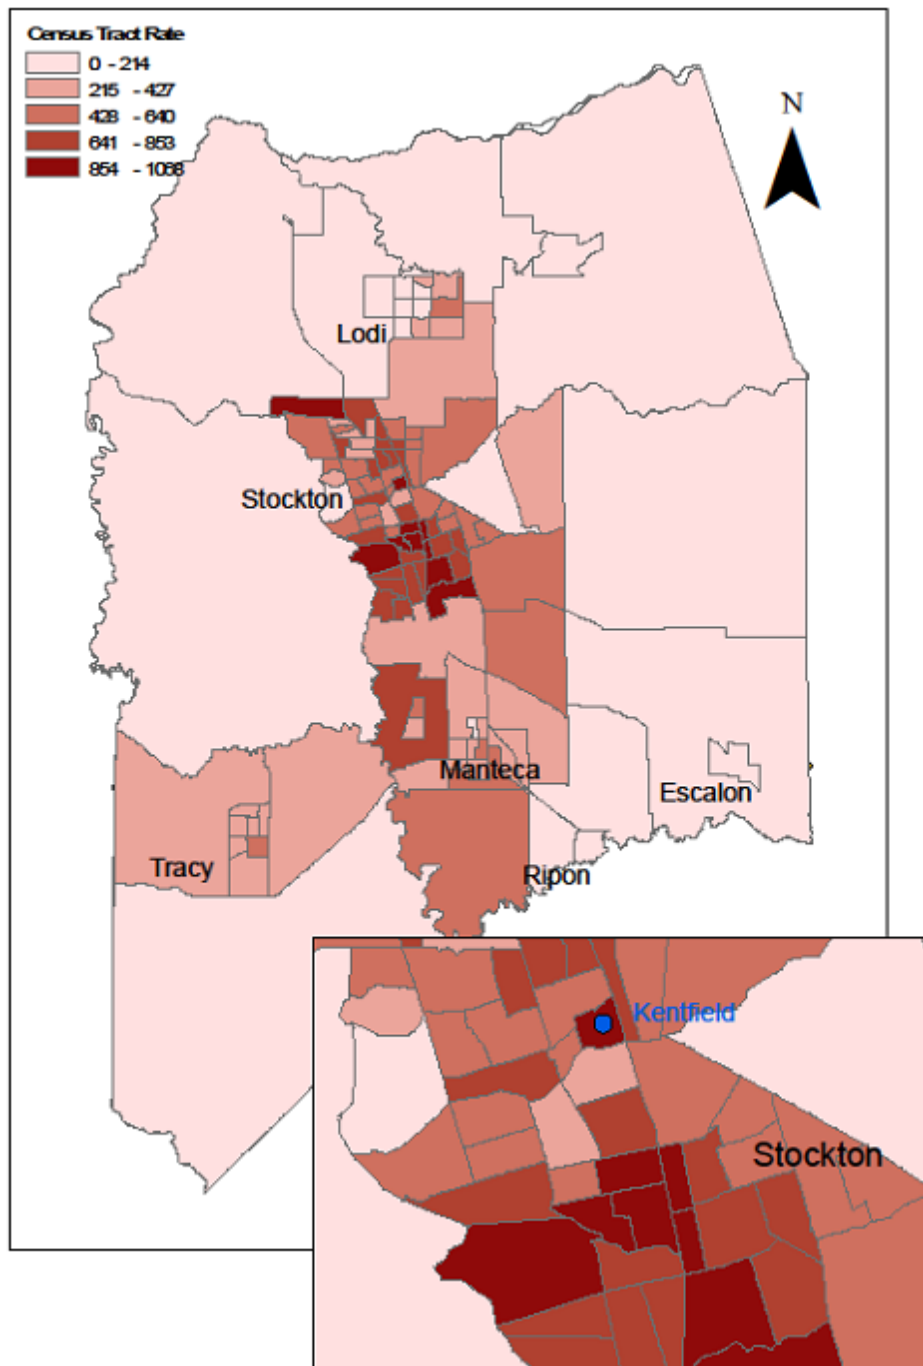 Census Tract Rate
0 - 214
215 - 427
428 - 640
641 - 853
854 - 1068
N
Lodi
Stockton
Manteca
Escalon
Tracy
Ripon
Kentfield
Stockton